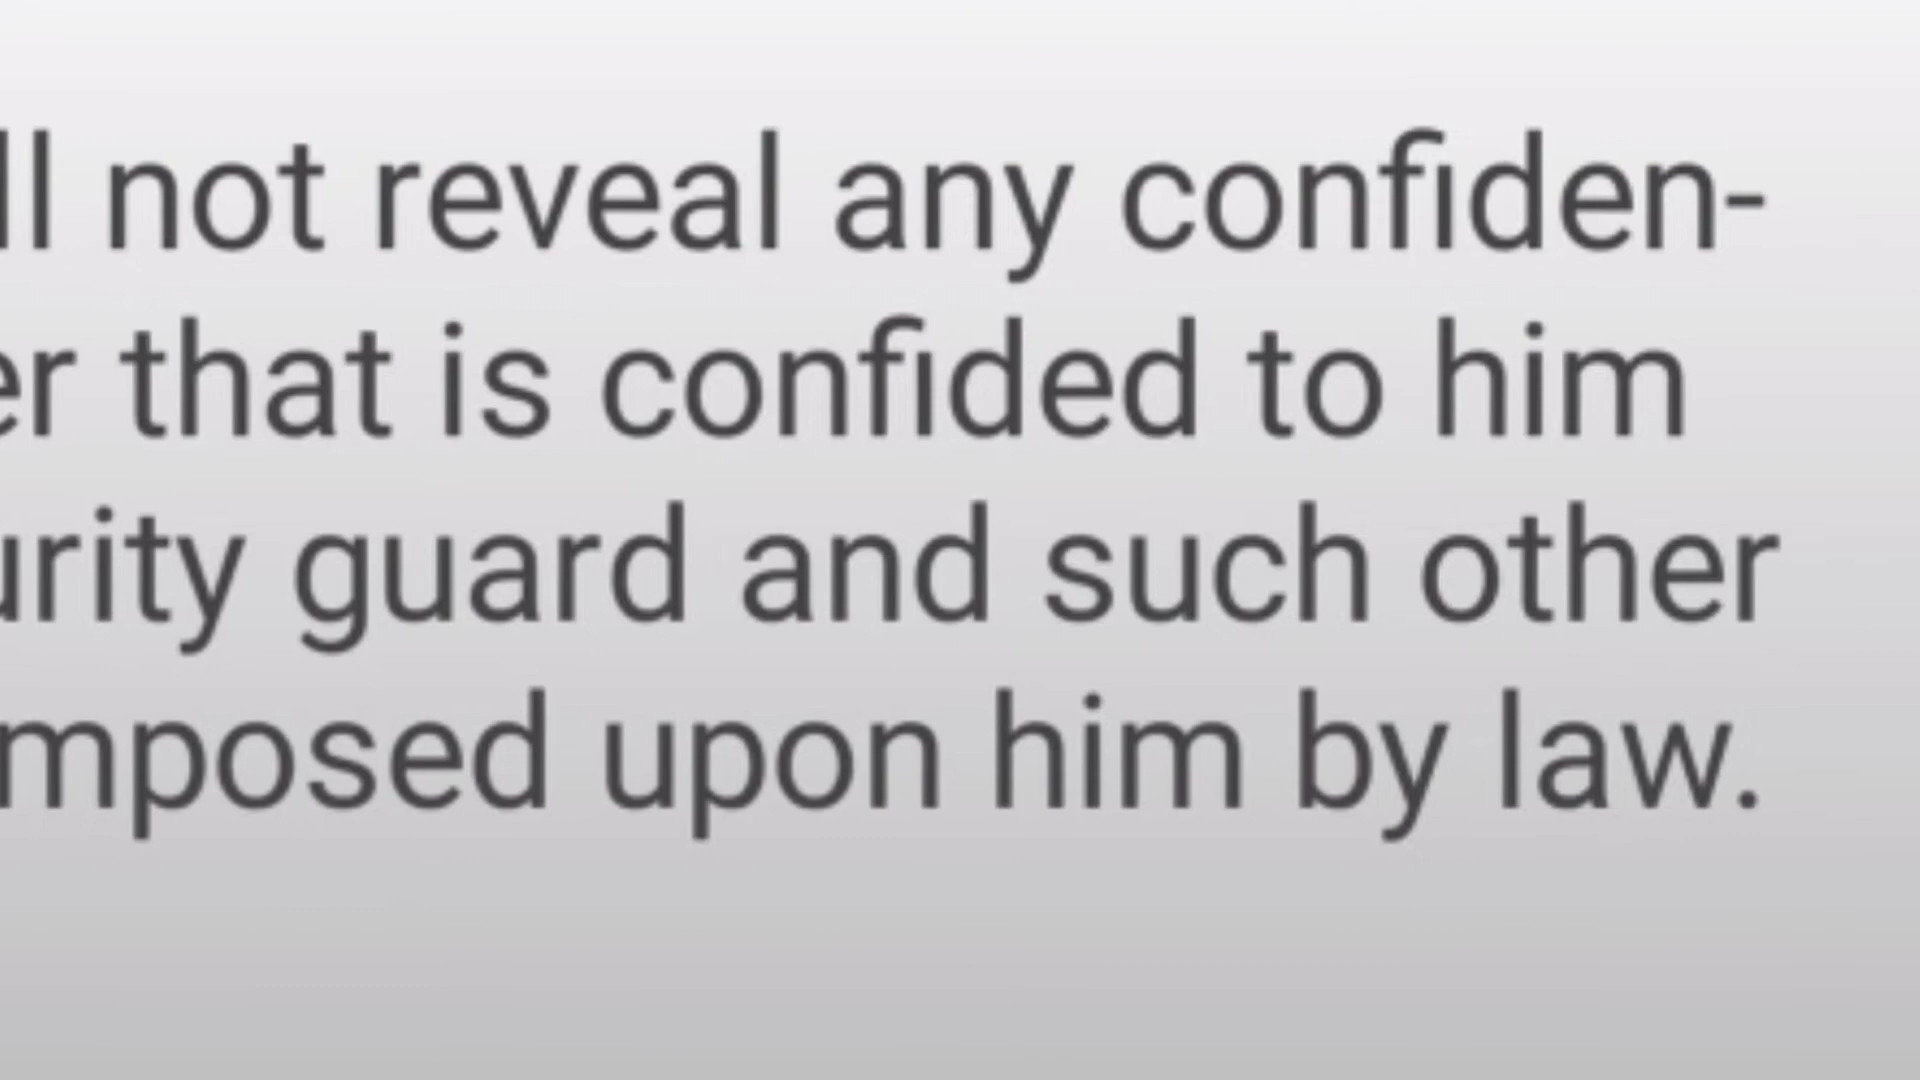 ll not reveal any confiden-
er that is confided to him
urity guard and such other
mposed upon him by law.